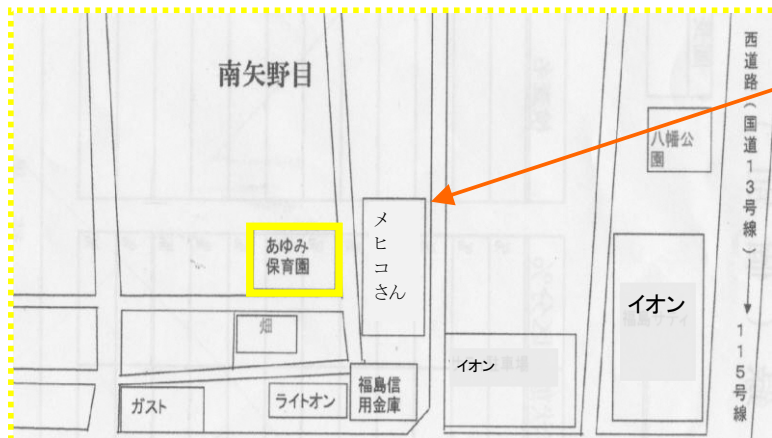 南矢野目
西道路（国道13号線）
115号線
八幡公
園
メヒコさん
あゆみ
保育園
イオン
畑
イオン
福島信
用金庫
ライトオン
ガスト